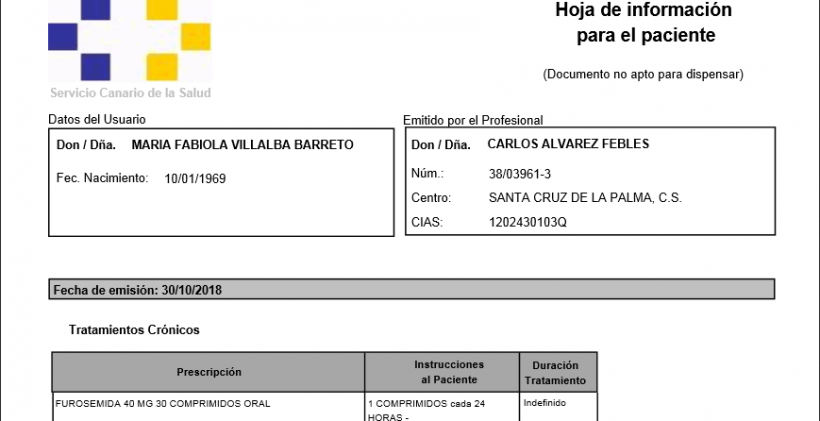 Hoja de información
para el paciente
(Documento no apto para dispensar)
Servicio Canario de la Salud
Datos del Usuario
Don / Dña. MARIA FABIOLA VILLALBA BARRETO
Fec. Nacimiento: 10/01/1969
Emitido por el Profesional
Don / Dña. CARLOS ALVAREZ FEBLES
Núm.: 38/03961-3
Centro: SANTA CRUZ DE LA PALMA, C.S.
CIAS: 1202430103Q
Fecha de emisión: 30/10/2018
Tratamientos Crónicos
Prescripción
Instrucciones
al Paciente
Duración
Tratamiento
FUROSEMIDA 40 MG 30 COMPRIMIDOS ORAL
1 COMPRIMIDOS cada 24
HORAS -
Indefinido